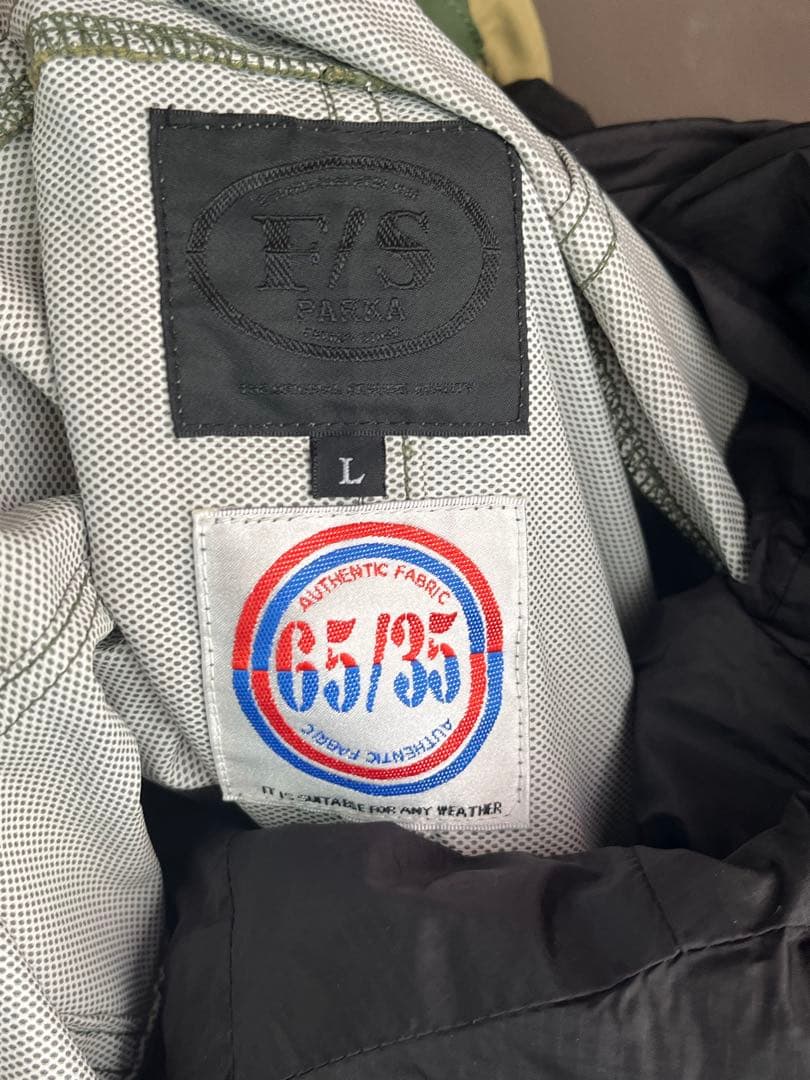 F/S
PARKA
L
AUTHENTIC FABRIC
65/35
AUTHENTIC FABRIC
IT IS SUITABLE FOR ANY WEATHER